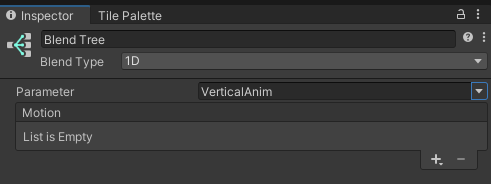 Inspector Tile Palette
Blend Tree
Blend Type 1D
Parameter VerticalAnim
Motion
List is Empty